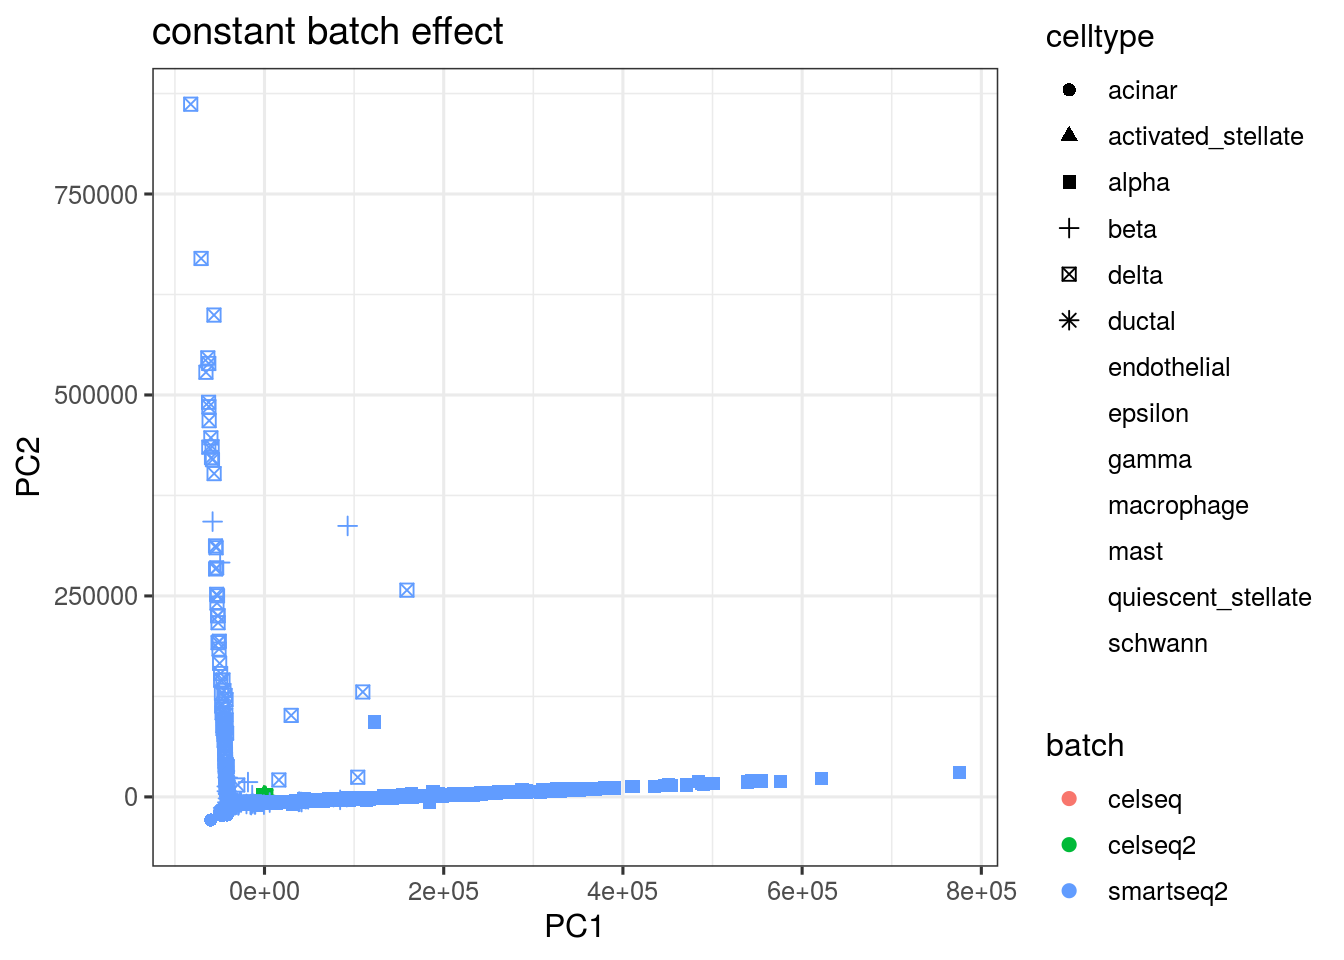 constant batch effect
PC2
750000
500000
250000
0
0e+00 2e+05 4e+05 6e+05 8e+05
PC1
celltype
acinar
activated_stellate
alpha
beta
delta
ductal
endothelial
epsilon
gamma
macrophage
mast
quiescent_stellate
schwann
batch
celseq
celseq2
smartseq2